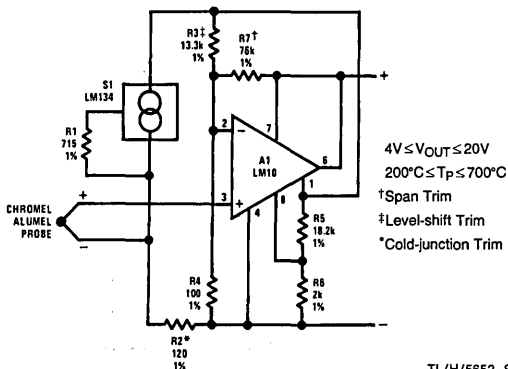 R3‡
13.3k
1%
R7†
76k
1%
S1
LM134
R1
715
1%
+
7
2
−
A1
LM10
6
1
3
+
4
8
4V ≤ VOUT ≤ 20V
200°C ≤ TP ≤ 700°C
†Span Trim
‡Level-shift Trim
*Cold-junction Trim
+
CHROMEL
ALUMEL
PROBE
−
R5
18.2k
1%
R4
100
1%
R6
2k
1%
R2*
120
1%
−